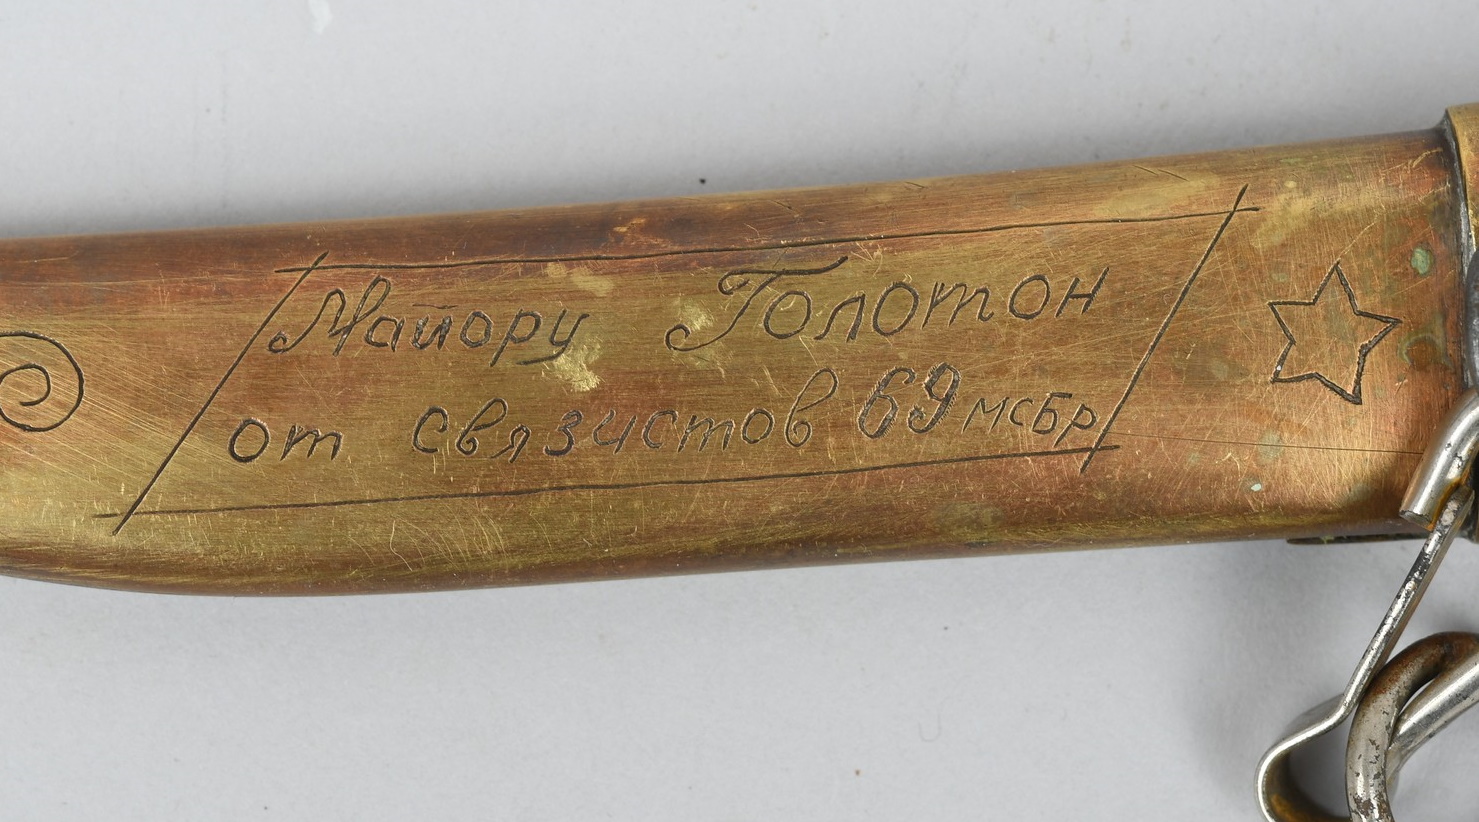 Майору Голотон
от связистов 69 мсбр